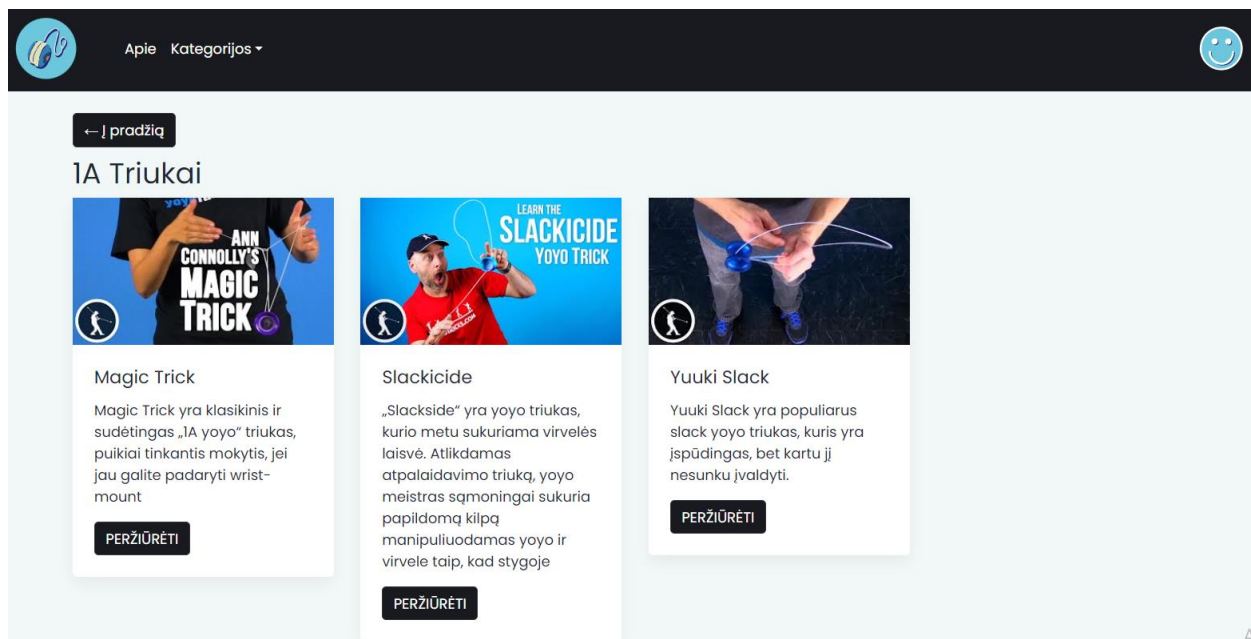 Apie Kategorijos
← Į pradžią
1A Triukai
ANN
CONNOLLY'S
MAGIC
TRICK
LEARN THE
SLACKICIDE
YOYO TRICK
Magic Trick
Magic Trick yra klasikinis ir
sudėtingas „1A yoyo“ triukas,
puikiai tinkantis mokytis, jei
jau galite padaryti wrist-
mount
PERŽIŪRĖTI
Slackicide
„Slackside“ yra yoyo triukas,
kurio metu sukuriama virvelės
laisvė. Atlikdamas
atpalaidavimo triuką, yoyo
meistras sąmoningai sukuria
papildomą kilpą
manipuliuodamas yoyo ir
virvele taip, kad stygoje
PERŽIŪRĖTI
Yuuki Slack
Yuuki Slack yra populiarus
slack yoyo triukas, kuris yra
įspūdingas, bet kartu jį
nesunku įvaldyti.
PERŽIŪRĖTI